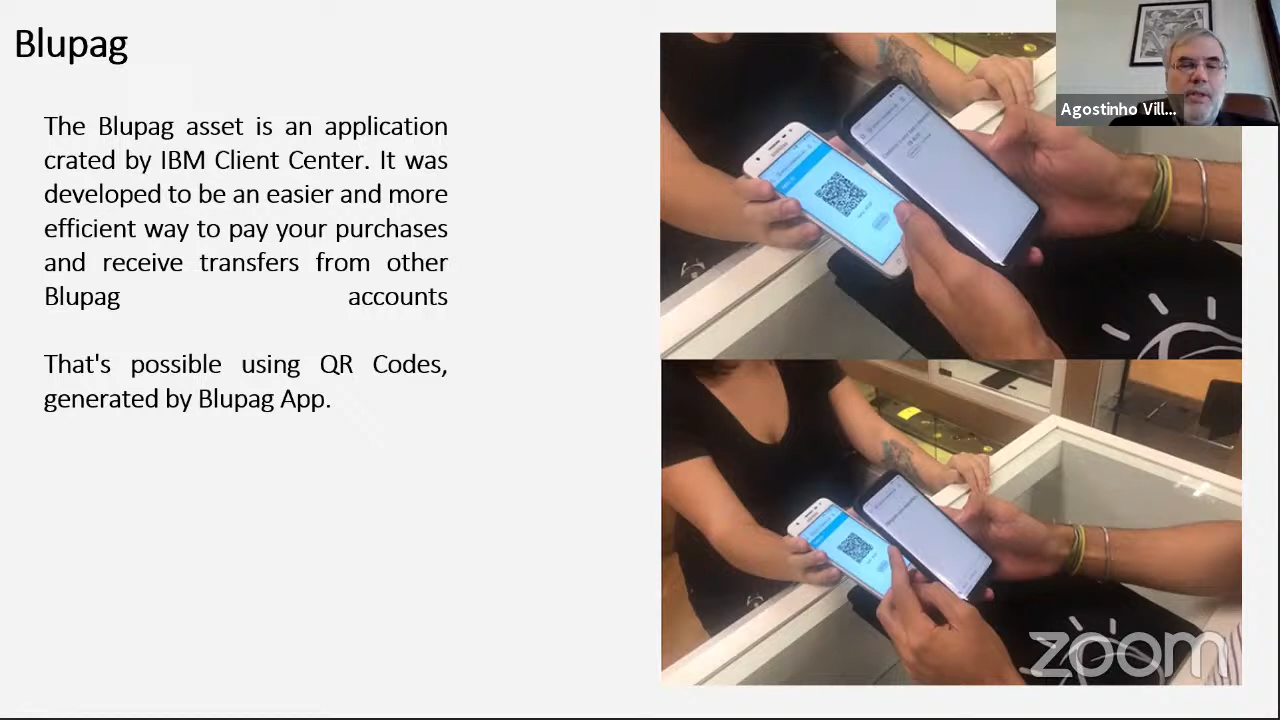 Blupag
Agostinho Vill...
The Blupag asset is an application
crated by IBM Client Center. It was
developed to be an easier and more
efficient way to pay your purchases
and receive transfers from other
Blupag accounts
That's possible using QR Codes,
generated by Blupag App.
zoom